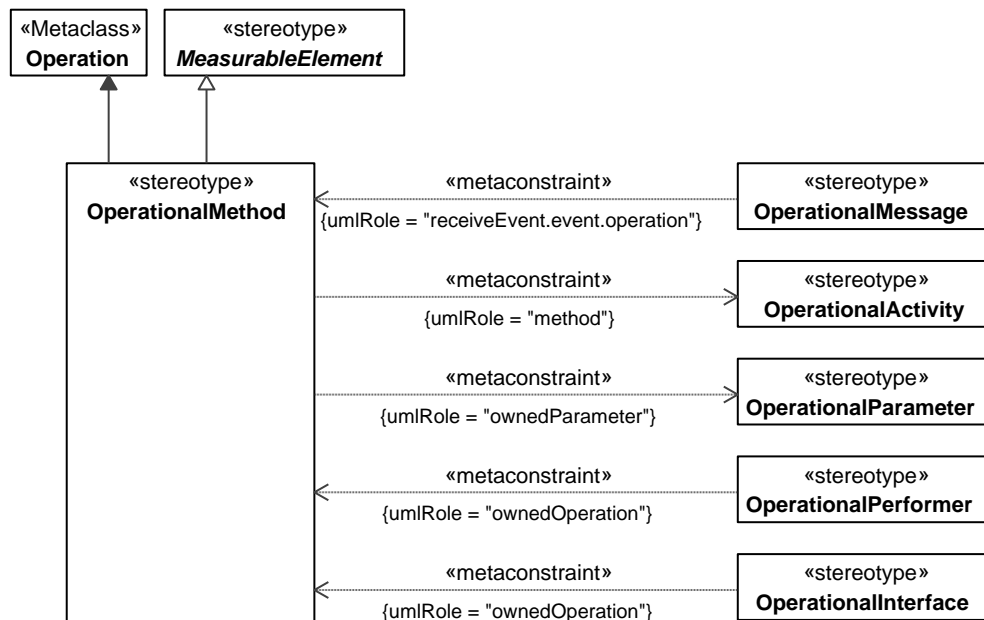 «Metaclass»
Operation
«stereotype»
MeasurableElement
«stereotype»
OperationalMethod
«metaconstraint»
{umlRole = "receiveEvent.event.operation"}
«stereotype»
OperationalMessage
«metaconstraint»
{umlRole = "method"}
«stereotype»
OperationalActivity
«metaconstraint»
{umlRole = "ownedParameter"}
«stereotype»
OperationalParameter
«metaconstraint»
{umlRole = "ownedOperation"}
«stereotype»
OperationalPerformer
«metaconstraint»
{umlRole = "ownedOperation"}
«stereotype»
OperationalInterface